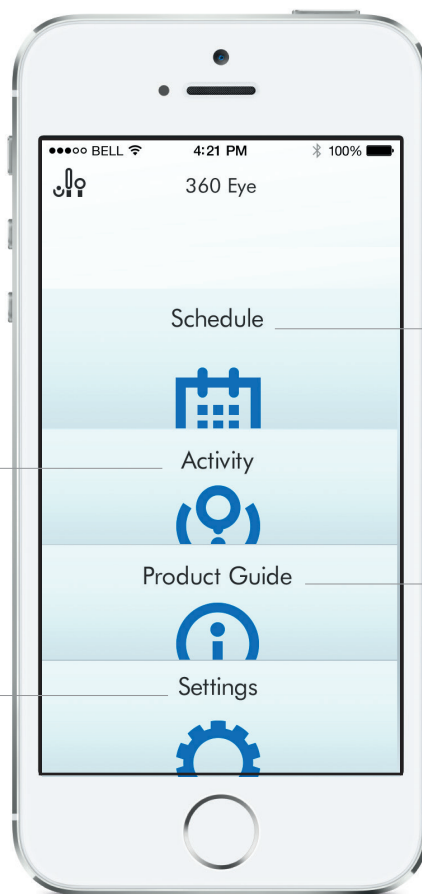 BELL 4:21 PM 100%
360 Eye
Schedule
Activity
Product Guide
Settings